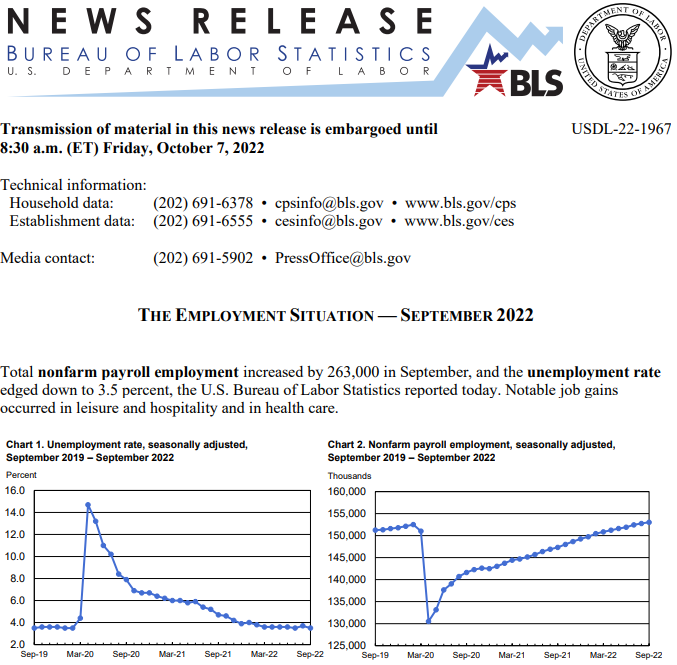 NEWS RELEASE
BUREAU OF LABOR STATISTICS
U.S. DEPARTMENT OF LABOR
BLS
DEPARTMENT OF LABOR
UNITED STATES OF AMERICA
Transmission of material in this news release is embargoed until USDL-22-1967
8:30 a.m. (ET) Friday, October 7, 2022
Technical information:
Household data: (202) 691-6378 • cpsinfo@bls.gov • www.bls.gov/cps
Establishment data: (202) 691-6555 • cesinfo@bls.gov • www.bls.gov/ces
Media contact: (202) 691-5902 • PressOffice@bls.gov
THE EMPLOYMENT SITUATION — SEPTEMBER 2022
Total nonfarm payroll employment increased by 263,000 in September, and the unemployment rate
edged down to 3.5 percent, the U.S. Bureau of Labor Statistics reported today. Notable job gains
occurred in leisure and hospitality and in health care.
Chart 1. Unemployment rate, seasonally adjusted,
September 2019 – September 2022
Percent
16.0
14.0
12.0
10.0
8.0
6.0
4.0
2.0
Sep-19 Mar-20 Sep-20 Mar-21 Sep-21 Mar-22 Sep-22
Chart 2. Nonfarm payroll employment, seasonally adjusted,
September 2019 – September 2022
Thousands
160,000
155,000
150,000
145,000
140,000
135,000
130,000
125,000
Sep-19 Mar-20 Sep-20 Mar-21 Sep-21 Mar-22 Sep-22